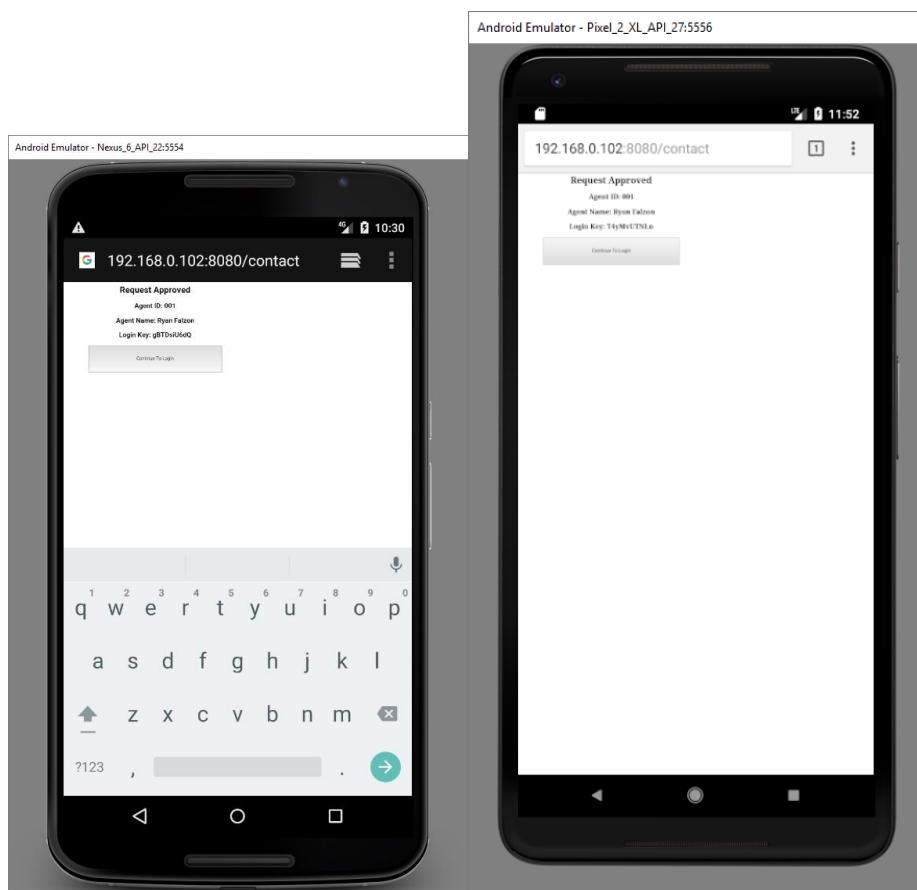 Android Emulator - Nexus_6_API_22:5554
4G 10:30
192.168.0.102:8080/contact
Request Approved
Agent ID: 001
Agent Name: Ryan Falzon
Login Key: gBTDsiU6dQ
Continue To Login
1 2 3 4 5 6 7 8 9 0
q w e r t y u i o p
a s d f g h j k l
z x c v b n m
?123 , .
Android Emulator - Pixel_2_XL_API_27:5556
LTE 11:52
192.168.0.102:8080/contact 1
Request Approved
Agent ID: 001
Agent Name: Ryan Falzon
Login Key: T4yMvUTNLn
Continue To Login